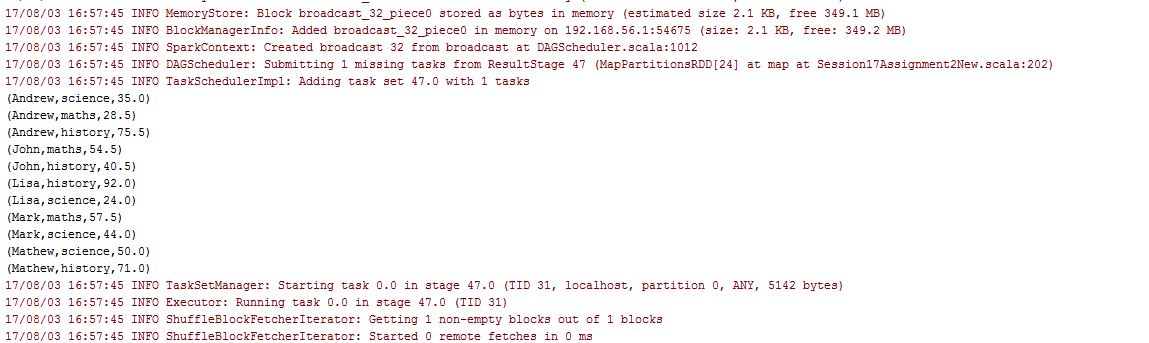 17/08/03 16:57:45 INFO MemoryStore: Block broadcast_32_piece0 stored as bytes in memory (estimated size 2.1 KB, free 349.1 MB)
17/08/03 16:57:45 INFO BlockManagerInfo: Added broadcast_32_piece0 in memory on 192.168.56.1:54675 (size: 2.1 KB, free: 349.2 MB)
17/08/03 16:57:45 INFO SparkContext: Created broadcast 32 from broadcast at DAGScheduler.scala:1012
17/08/03 16:57:45 INFO DAGScheduler: Submitting 1 missing tasks from ResultStage 47 (MapPartitionsRDD[24] at map at Session17Assignment2New.scala:202)
17/08/03 16:57:45 INFO TaskSchedulerImpl: Adding task set 47.0 with 1 tasks
(Andrew,science,35.0)
(Andrew,maths,28.5)
(Andrew,history,75.5)
(John,maths,54.5)
(John,history,40.5)
(Lisa,history,92.0)
(Lisa,science,24.0)
(Mark,maths,57.5)
(Mark,science,44.0)
(Mathew,science,50.0)
(Mathew,history,71.0)
17/08/03 16:57:45 INFO TaskSetManager: Starting task 0.0 in stage 47.0 (TID 31, localhost, partition 0, ANY, 5142 bytes)
17/08/03 16:57:45 INFO Executor: Running task 0.0 in stage 47.0 (TID 31)
17/08/03 16:57:45 INFO ShuffleBlockFetcherIterator: Getting 1 non-empty blocks out of 1 blocks
17/08/03 16:57:45 INFO ShuffleBlockFetcherIterator: Started 0 remote fetches in 0 ms